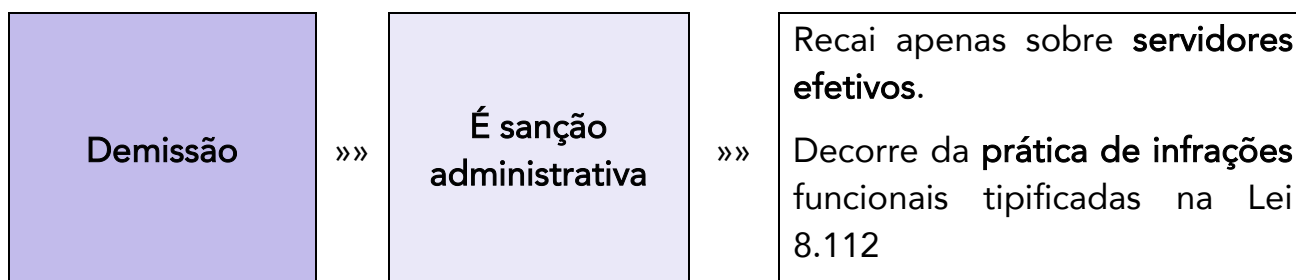 Demissão
»»
É sanção
administrativa
»»
Recai apenas sobre servidores
efetivos.
Decorre da prática de infrações
funcionais tipificadas na Lei
8.112